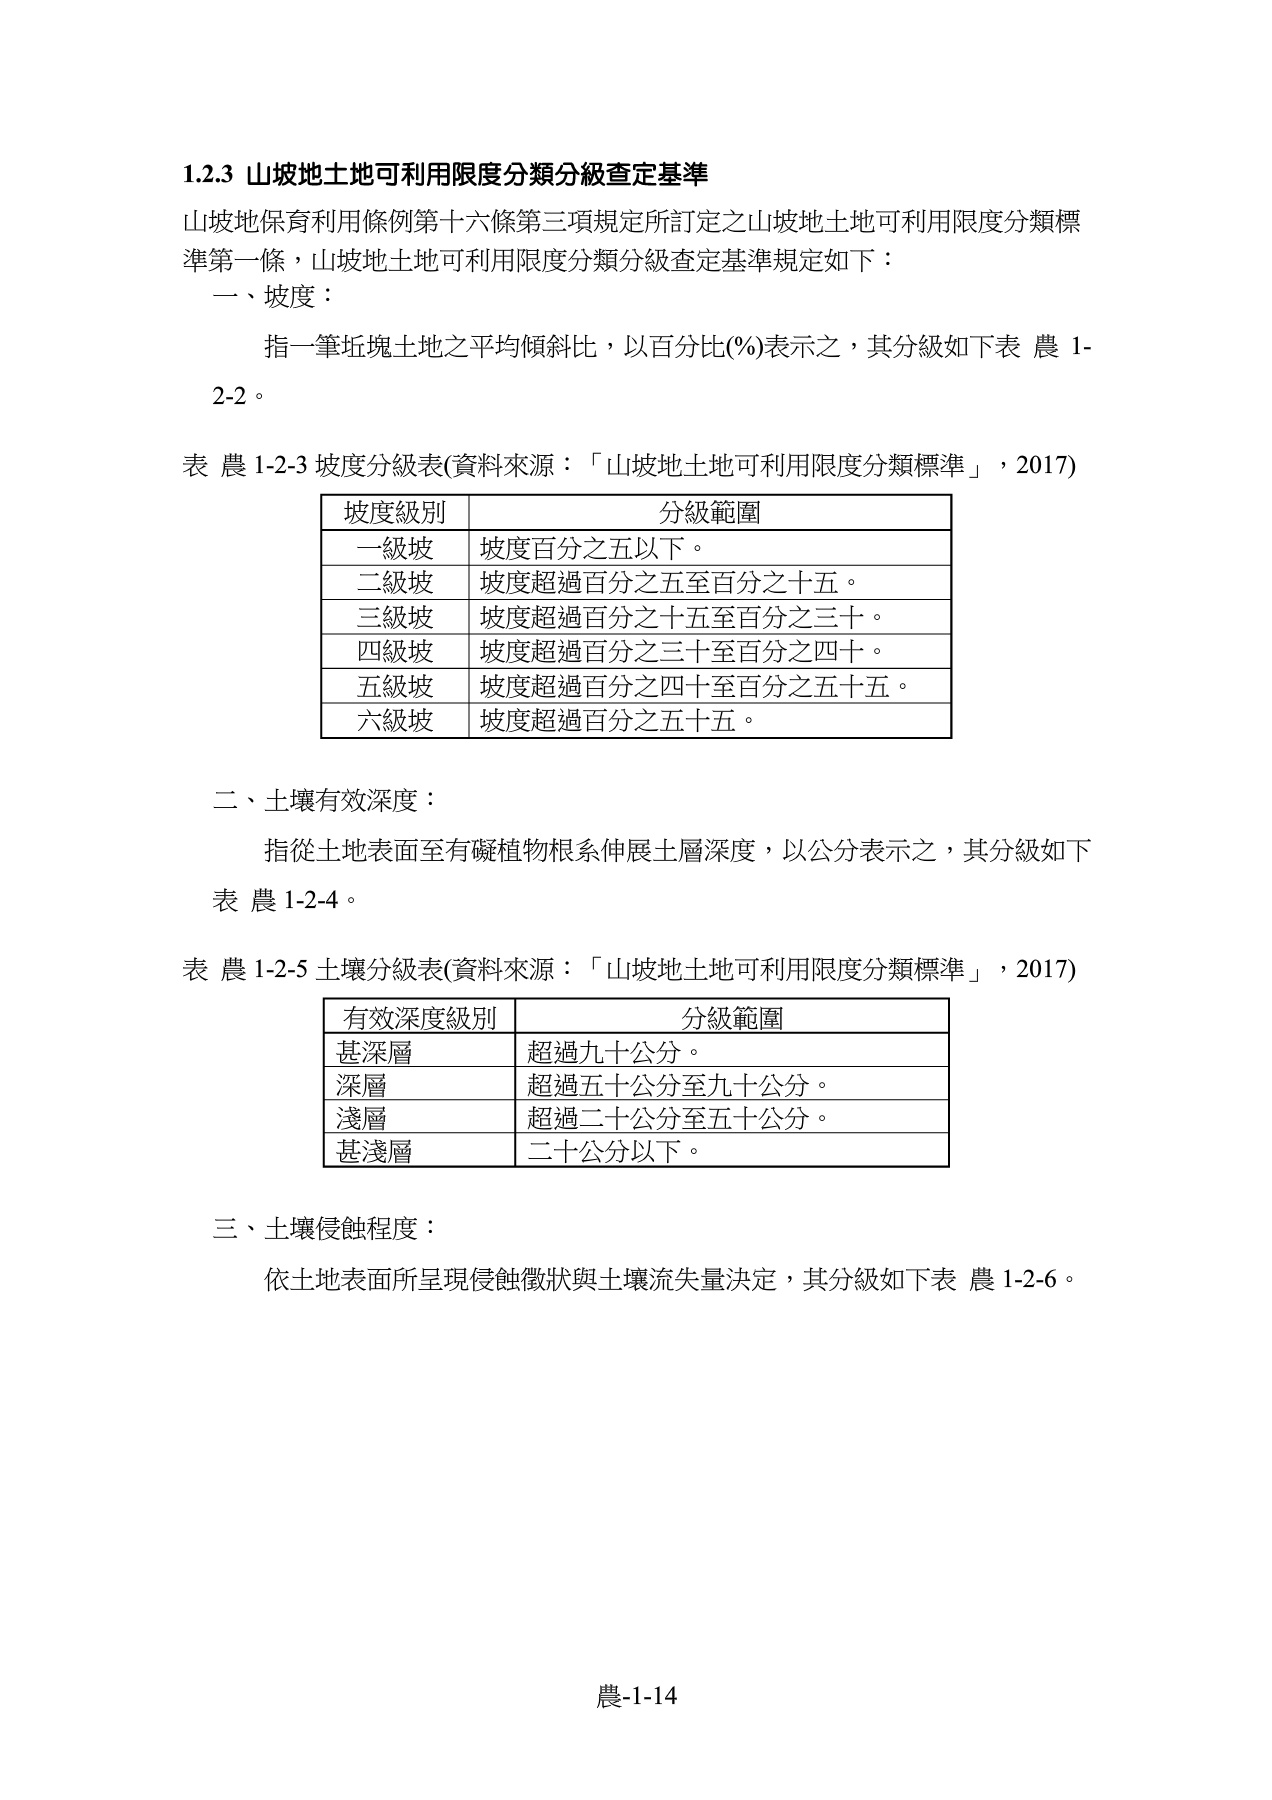 1.2.3 山坡地土地可利用限度分類分級查定基準
山坡地保育利用條例第十六條第三項規定所訂定之山坡地土地可利用限度分類標
準第一條，山坡地土地可利用限度分類分級查定基準規定如下：
一、坡度：
指一筆坵塊土地之平均傾斜比，以百分比(%)表示之，其分級如下表 農 1-
2-2。
表 農 1-2-3 坡度分級表(資料來源：「山坡地土地可利用限度分類標準」，2017)
坡度級別 分級範圍
一級坡 坡度百分之五以下。
二級坡 坡度超過百分之五至百分之十五。
三級坡 坡度超過百分之十五至百分之三十。
四級坡 坡度超過百分之三十至百分之四十。
五級坡 坡度超過百分之四十至百分之五十五。
六級坡 坡度超過百分之五十五。
二、土壤有效深度：
指從土地表面至有礙植物根系伸展土層深度，以公分表示之，其分級如下
表 農 1-2-4。
表 農 1-2-5 土壤分級表(資料來源：「山坡地土地可利用限度分類標準」，2017)
有效深度級別 分級範圍
甚深層 超過九十公分。
深層 超過五十公分至九十公分。
淺層 超過二十公分至五十公分。
甚淺層 二十公分以下。
三、土壤侵蝕程度：
依土地表面所呈現侵蝕徵狀與土壤流失量決定，其分級如下表 農 1-2-6。
農-1-14